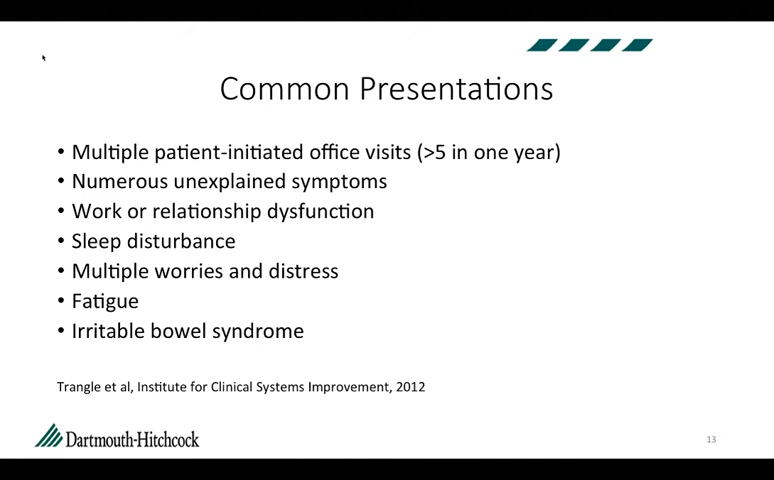 Common Presentations
• Multiple patient-initiated office visits (>5 in one year)
• Numerous unexplained symptoms
• Work or relationship dysfunction
• Sleep disturbance
• Multiple worries and distress
• Fatigue
• Irritable bowel syndrome
Trangle et al, Institute for Clinical Systems Improvement, 2012
Dartmouth-Hitchcock
13